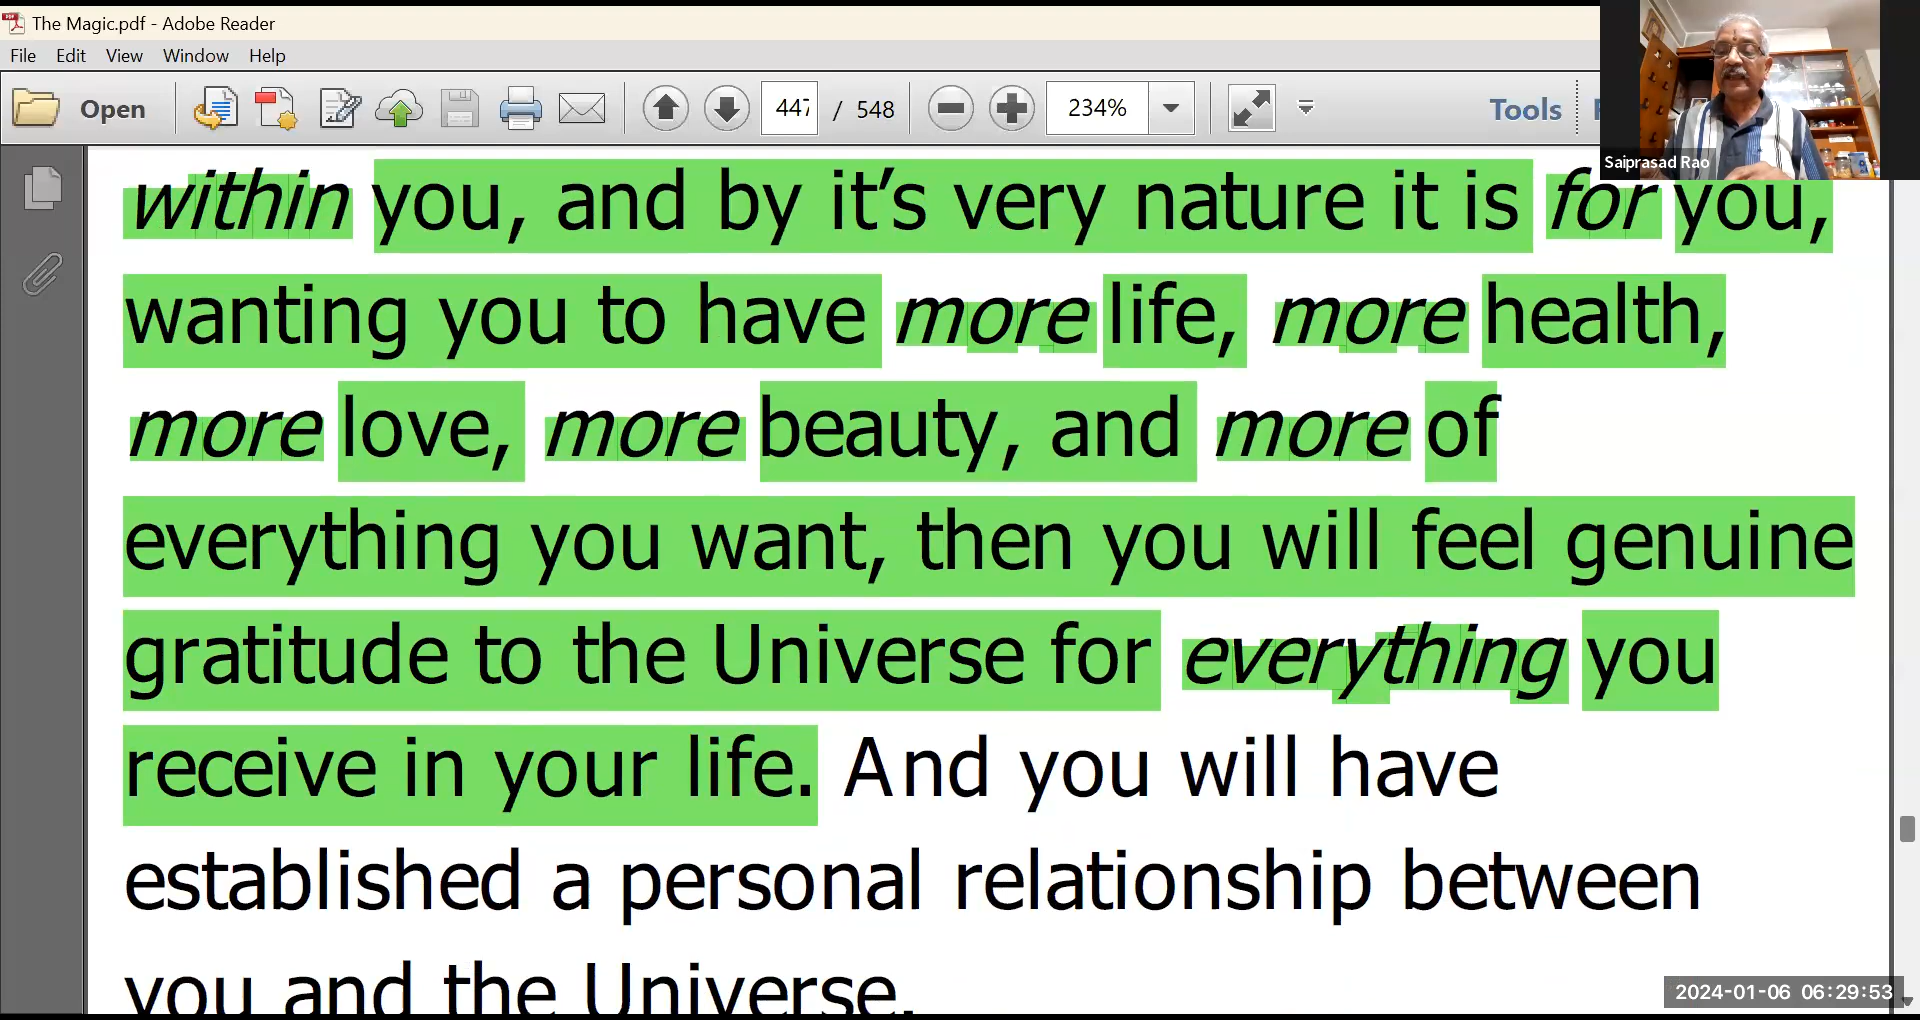 The Magic.pdf - Adobe Reader
File Edit View Window Help
Open 447 / 548 234% Tools
Saiprasad Rao
within you, and by it's very nature it is for you,
wanting you to have more life, more health,
more love, more beauty, and more of
everything you want, then you will feel genuine
gratitude to the Universe for everything you
receive in your life. And you will have
established a personal relationship between
you and the Universe.
2024-01-06 06:29:53